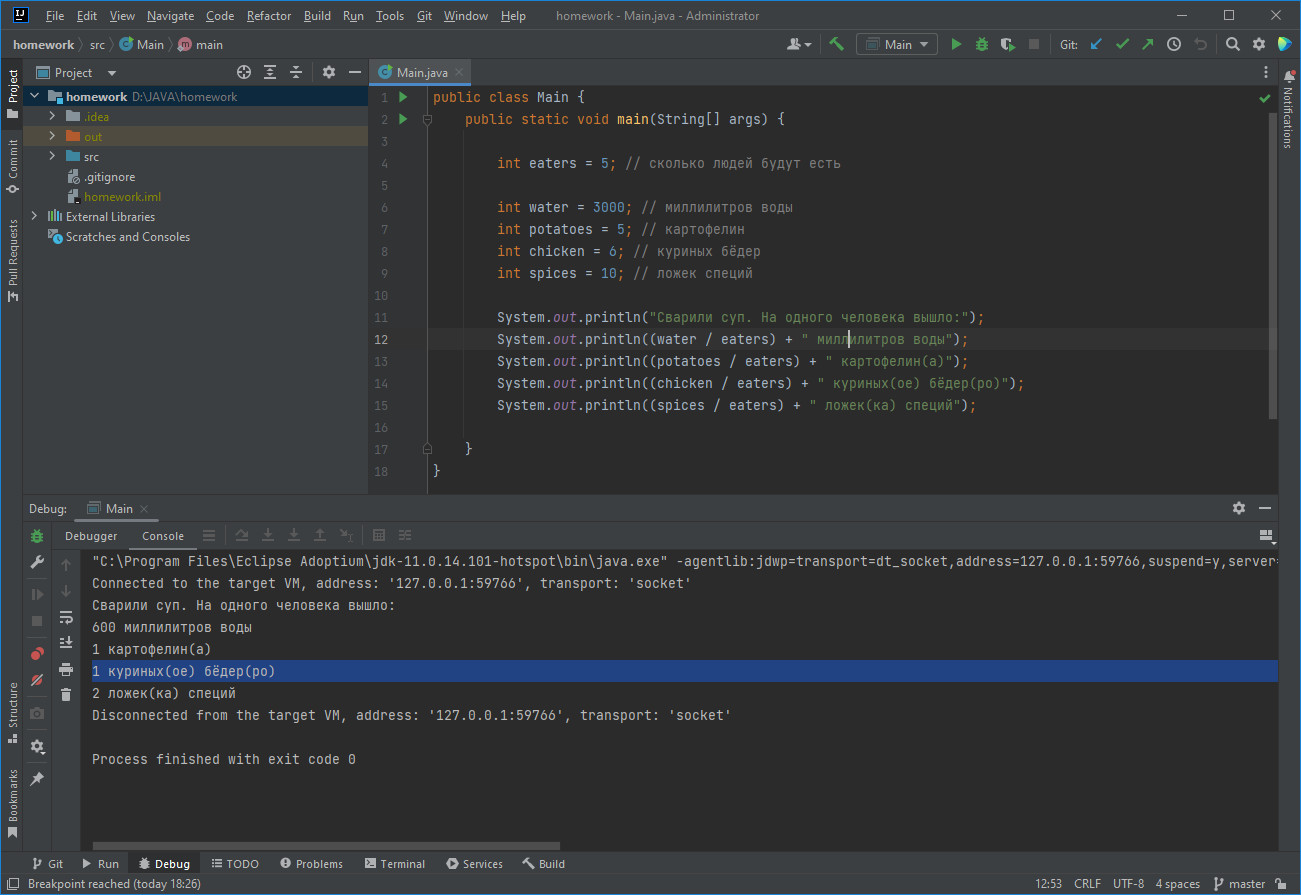 File Edit View Navigate Code Refactor Build Run Tools Git Window Help homework - Main.java - Administrator
homework src Main main Main Git:
Project
Project
Main.java
homework D:\JAVA\homework
.idea
out
src
.gitignore
homework.iml
External Libraries
Scratches and Consoles
Commit
Pull Requests
Structure
Bookmarks
Notifications
1 public class Main {
2 public static void main(String[] args) {
3
4 int eaters = 5; // сколько людей будут есть
5
6 int water = 3000; // миллилитров воды
7 int potatoes = 5; // картофелин
8 int chicken = 6; // куриных бёдер
9 int spices = 10; // ложек специй
10
11 System.out.println("Сварили суп. На одного человека вышло:");
12 System.out.println((water / eaters) + " миллилитров воды");
13 System.out.println((potatoes / eaters) + " картофелин(а)");
14 System.out.println((chicken / eaters) + " куриных(ое) бёдер(ро)");
15 System.out.println((spices / eaters) + " ложек(ка) специй");
16
17 }
18 }
Debug: Main
Debugger Console
"C:\Program Files\Eclipse Adoptium\jdk-11.0.14.101-hotspot\bin\java.exe" -agentlib:jdwp=transport=dt_socket,address=127.0.0.1:59766,suspend=y,server=
Connected to the target VM, address: '127.0.0.1:59766', transport: 'socket'
Сварили суп. На одного человека вышло:
600 миллилитров воды
1 картофелин(а)
1 куриных(ое) бёдер(ро)
2 ложек(ка) специй
Disconnected from the target VM, address: '127.0.0.1:59766', transport: 'socket'
Process finished with exit code 0
Git Run Debug TODO Problems Terminal Services Build
Breakpoint reached (today 18:26) 12:53 CRLF UTF-8 4 spaces master